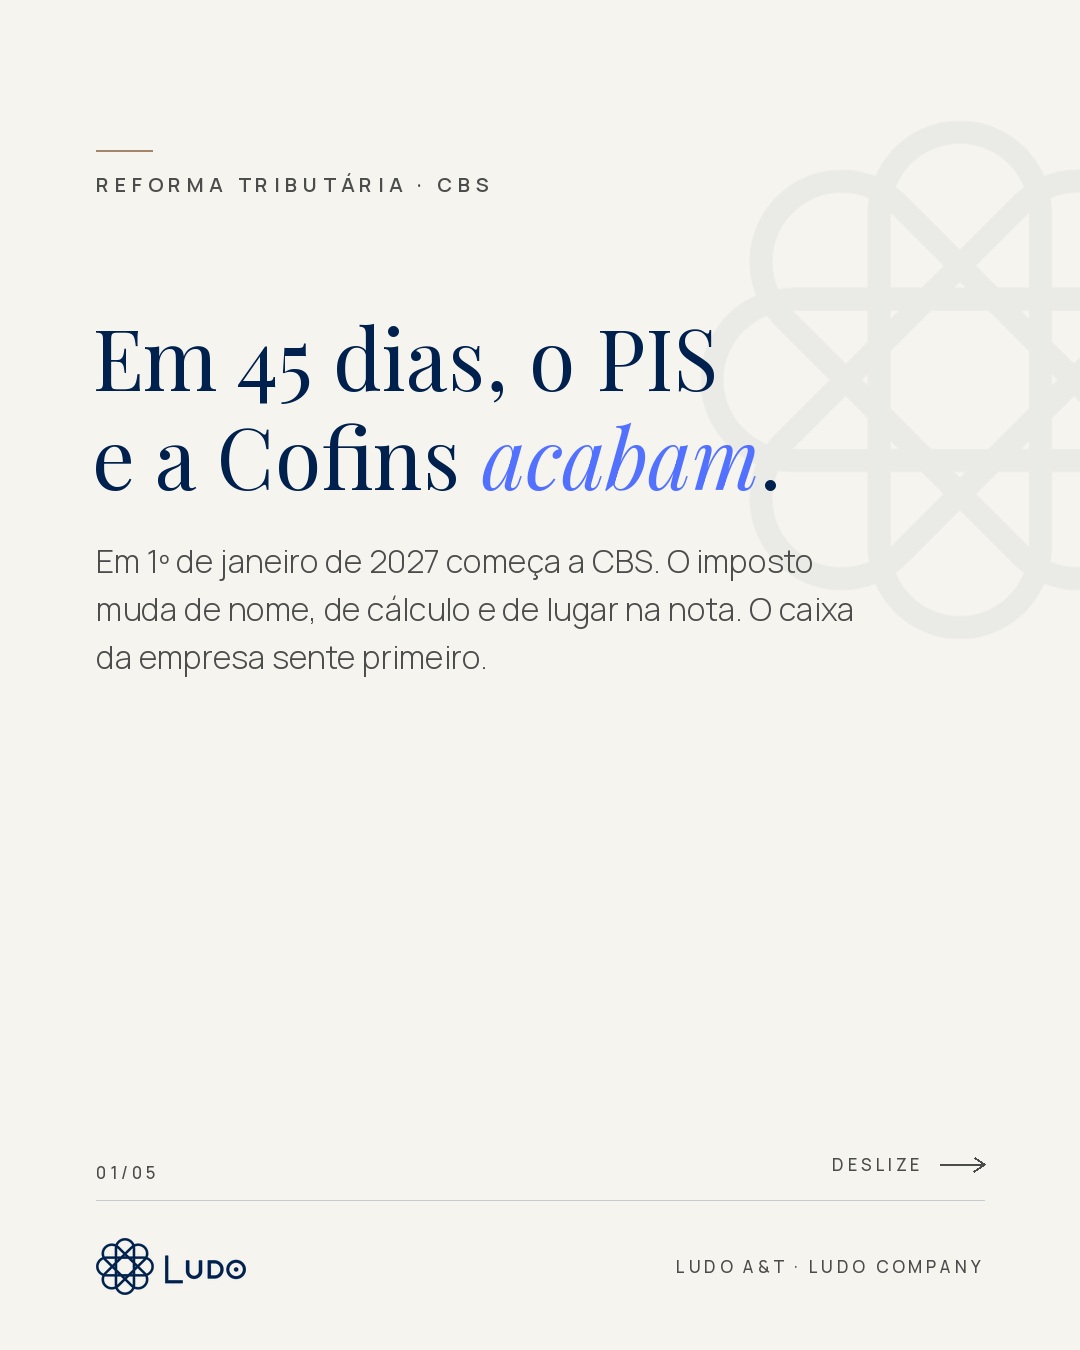 REFORMA TRIBUTÁRIA · CBS
Em 45 dias, o PIS
e a Cofins acabam.
Em 1º de janeiro de 2027 começa a CBS. O imposto
muda de nome, de cálculo e de lugar na nota. O caixa
da empresa sente primeiro.
01/05
DESLIZE
LUDO
LUDO A&T · LUDO COMPANY